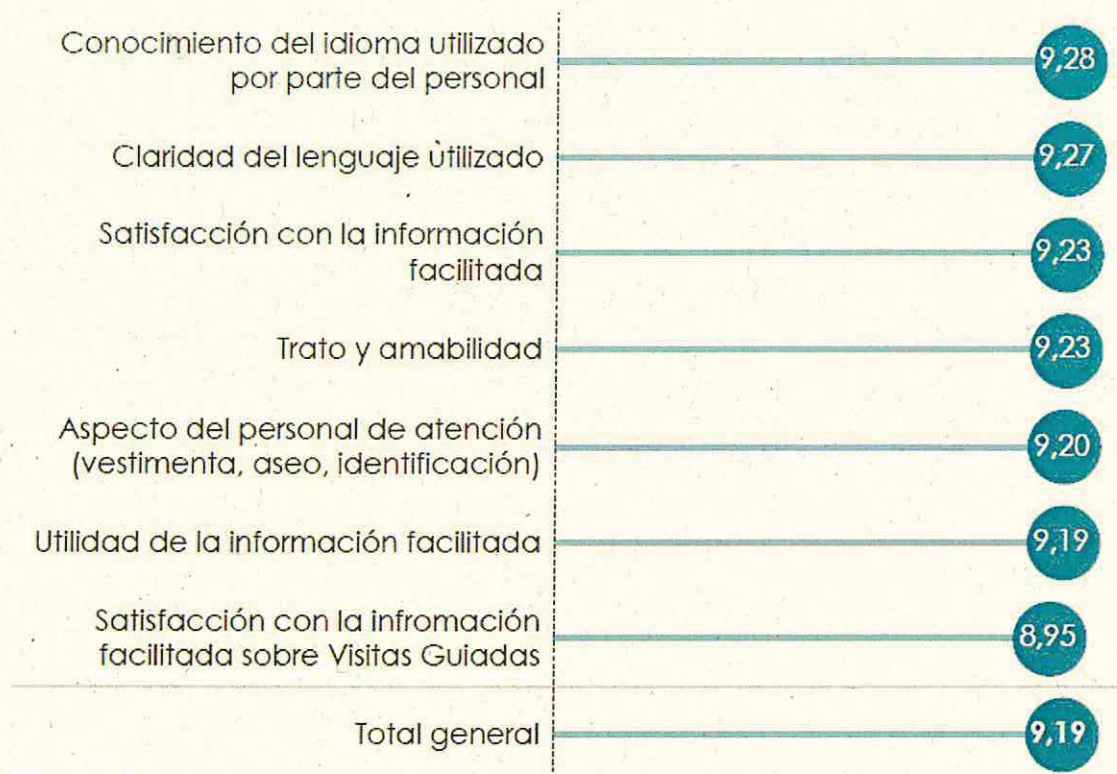 Conocimiento del idioma utilizado
por parte del personal
9,28
Claridad del lenguaje utilizado
9,27
Satisfacción con la información
facilitada
9,23
Trato y amabilidad
9,23
Aspecto del personal de atención
(vestimenta, aseo, identificación)
9,20
Utilidad de la información facilitada
9,19
Satisfacción con la infromación
facilitada sobre Visitas Guiadas
8,95
Total general
9,19